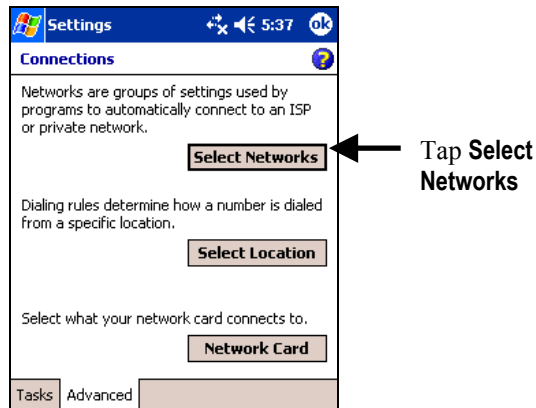 Settings 5:37 ok
Connections ?
Networks are groups of settings used by
programs to automatically connect to an ISP
or private network.
Select Networks
Tap Select
Networks
Dialing rules determine how a number is dialed
from a specific location.
Select Location
Select what your network card connects to.
Network Card
Tasks Advanced